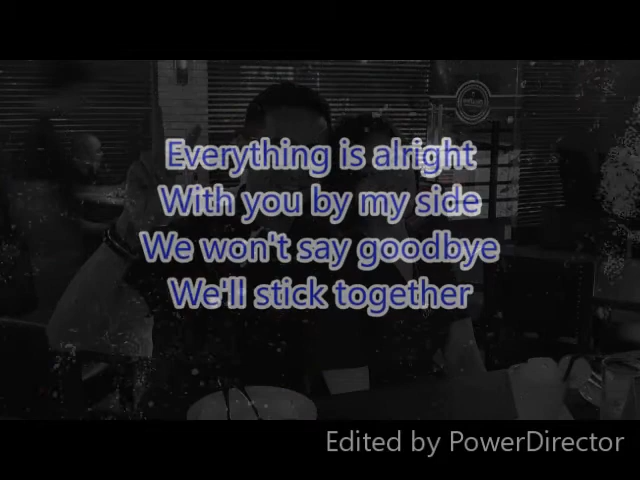 Everything is alright
With you by my side
We won't say goodbye
We'll stick together
Edited by PowerDirector